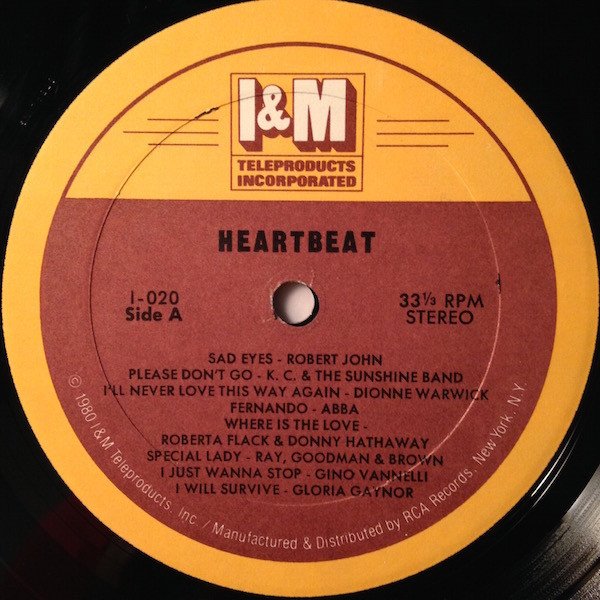 I&M
TELEPRODUCTS
INCORPORATED
HEARTBEAT
I-020
Side A
33 1/3 RPM
STEREO
SAD EYES - ROBERT JOHN
PLEASE DON'T GO - K. C. & THE SUNSHINE BAND
I'LL NEVER LOVE THIS WAY AGAIN - DIONNE WARWICK
FERNANDO - ABBA
WHERE IS THE LOVE -
ROBERTA FLACK & DONNY HATHAWAY
SPECIAL LADY - RAY, GOODMAN & BROWN
I JUST WANNA STOP - GINO VANNELLI
I WILL SURVIVE - GLORIA GAYNOR
© 1980 I & M Teleproducts, Inc. / Manufactured & Distributed by RCA Records, New York, N.Y.